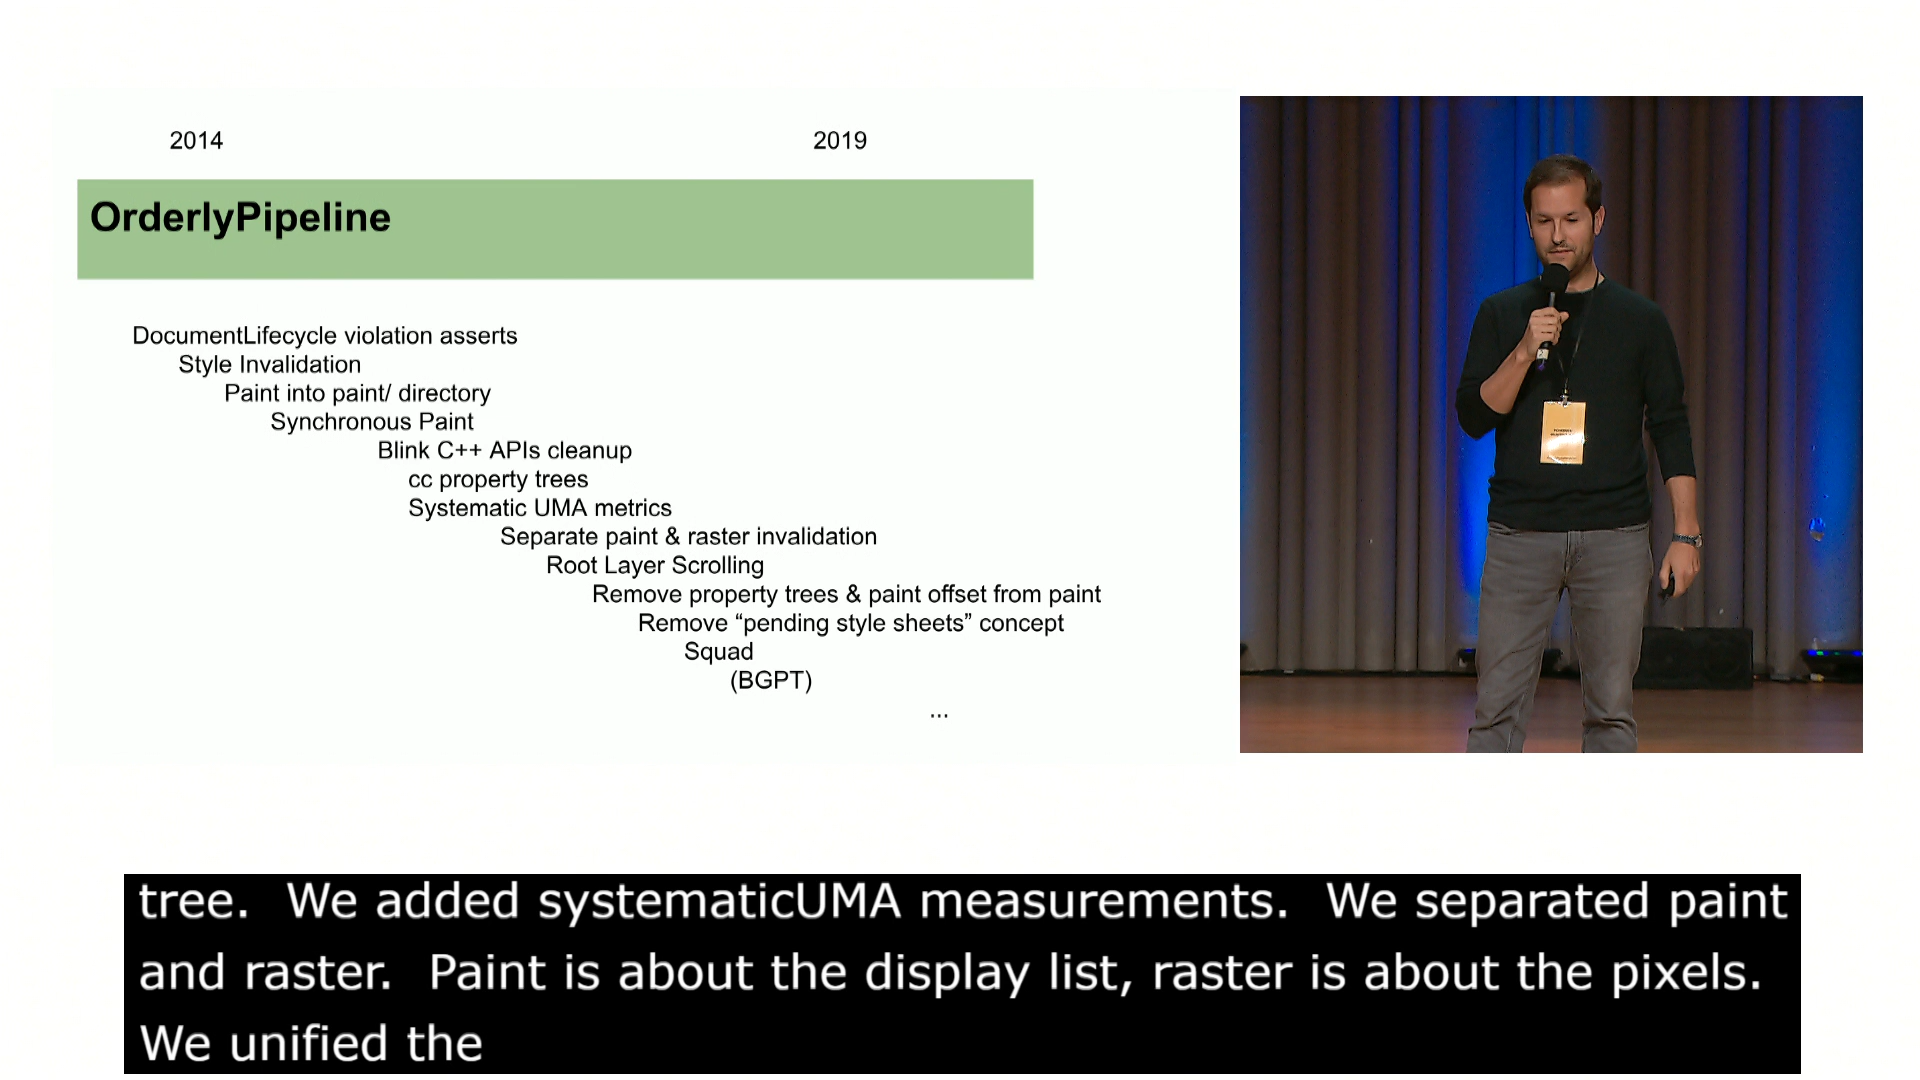 2014 2019
OrderlyPipeline
DocumentLifecycle violation asserts
Style Invalidation
Paint into paint/ directory
Synchronous Paint
Blink C++ APIs cleanup
cc property trees
Systematic UMA metrics
Separate paint & raster invalidation
Root Layer Scrolling
Remove property trees & paint offset from paint
Remove “pending style sheets” concept
Squad
(BGPT)
...
tree.  We added systematicUMA measurements.  We separated paint
and raster.  Paint is about the display list, raster is about the pixels.
We unified the